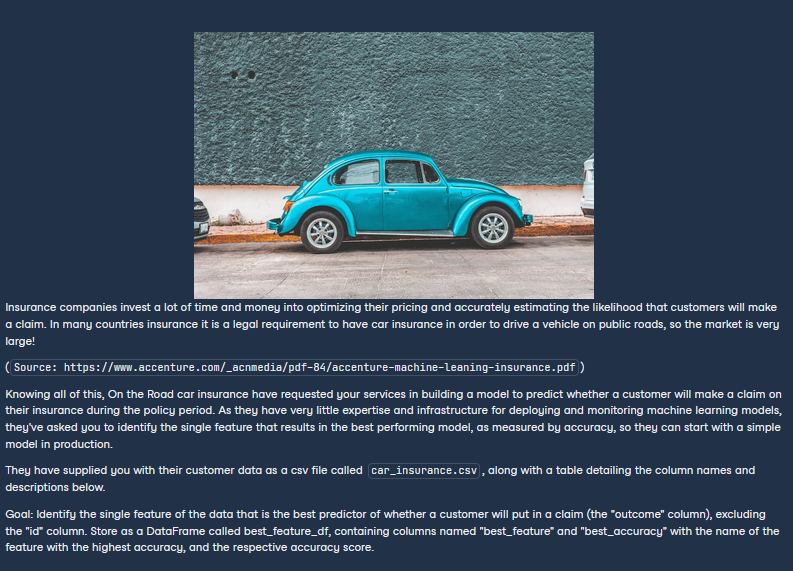 Insurance companies invest a lot of time and money into optimizing their pricing and accurately estimating the likelihood that customers will make
a claim. In many countries insurance it is a legal requirement to have car insurance in order to drive a vehicle on public roads, so the market is very
large!
(Source: https://www.accenture.com/_acnmedia/pdf-84/accenture-machine-leaning-insurance.pdf)
Knowing all of this, On the Road car insurance have requested your services in building a model to predict whether a customer will make a claim on
their insurance during the policy period. As they have very little expertise and infrastructure for deploying and monitoring machine learning models,
they've asked you to identify the single feature that results in the best performing model, as measured by accuracy, so they can start with a simple
model in production.
They have supplied you with their customer data as a csv file called car_insurance.csv, along with a table detailing the column names and
descriptions below.
Goal: Identify the single feature of the data that is the best predictor of whether a customer will put in a claim (the "outcome" column), excluding
the "id" column. Store as a DataFrame called best_feature_df, containing columns named "best_feature" and "best_accuracy" with the name of the
feature with the highest accuracy, and the respective accuracy score.